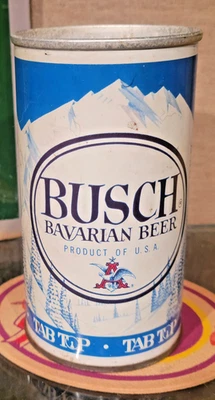 BUSCH
BAVARIAN BEER
PRODUCT OF U.S.A.
TAB TOP • TAB TOP •